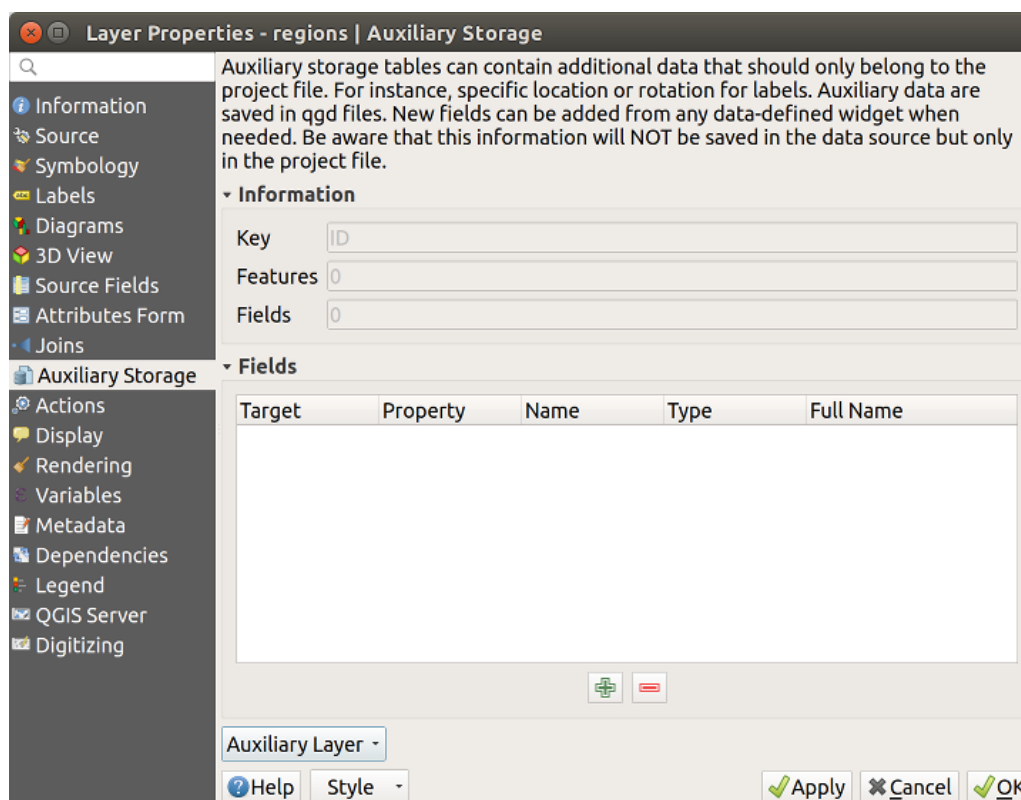 Layer Properties - regions | Auxiliary Storage
Information
Source
Symbology
Labels
Diagrams
3D View
Source Fields
Attributes Form
Joins
Auxiliary Storage
Actions
Display
Rendering
Variables
Metadata
Dependencies
Legend
QGIS Server
Digitizing
Auxiliary storage tables can contain additional data that should only belong to the
project file. For instance, specific location or rotation for labels. Auxiliary data are
saved in qgd files. New fields can be added from any data-defined widget when
needed. Be aware that this information will NOT be saved in the data source but only
in the project file.
Information
Key ID
Features 0
Fields 0
Fields
Target Property Name Type Full Name
Auxiliary Layer
Help Style Apply Cancel OK